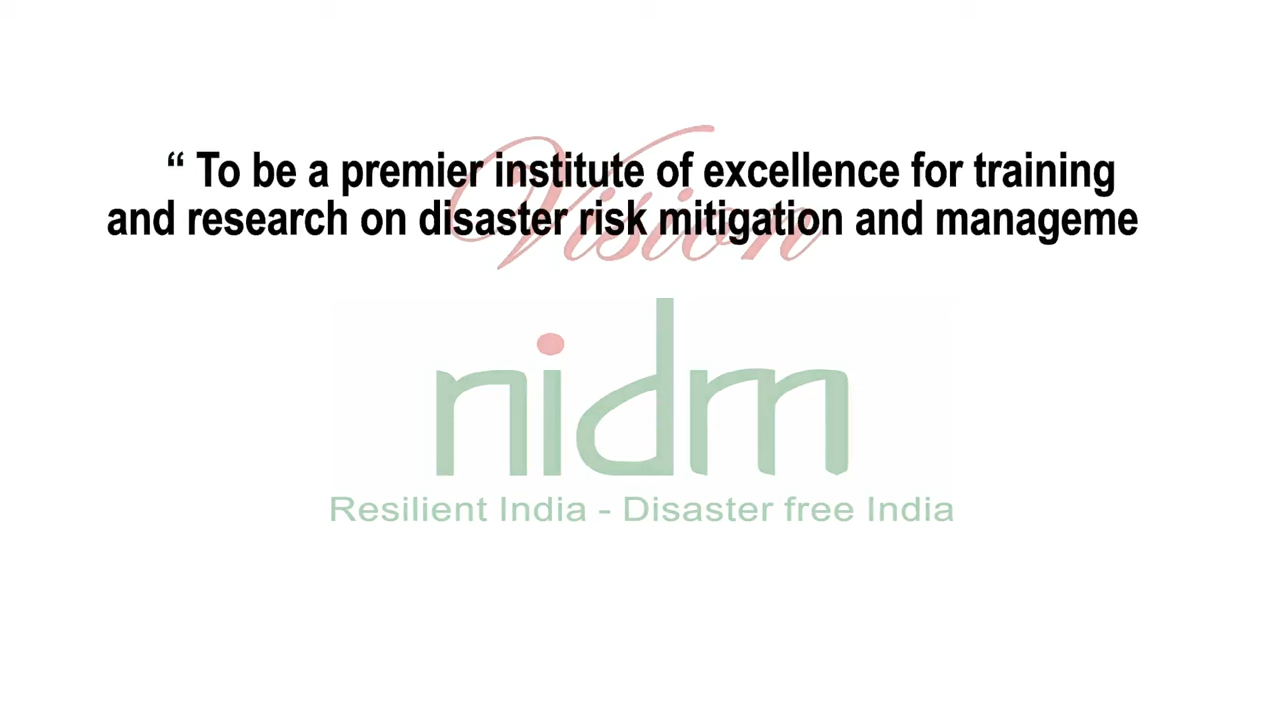 “ To be a premier institute of excellence for training
and research on disaster risk mitigation and manageme
Vision
nidm
Resilient India - Disaster free India